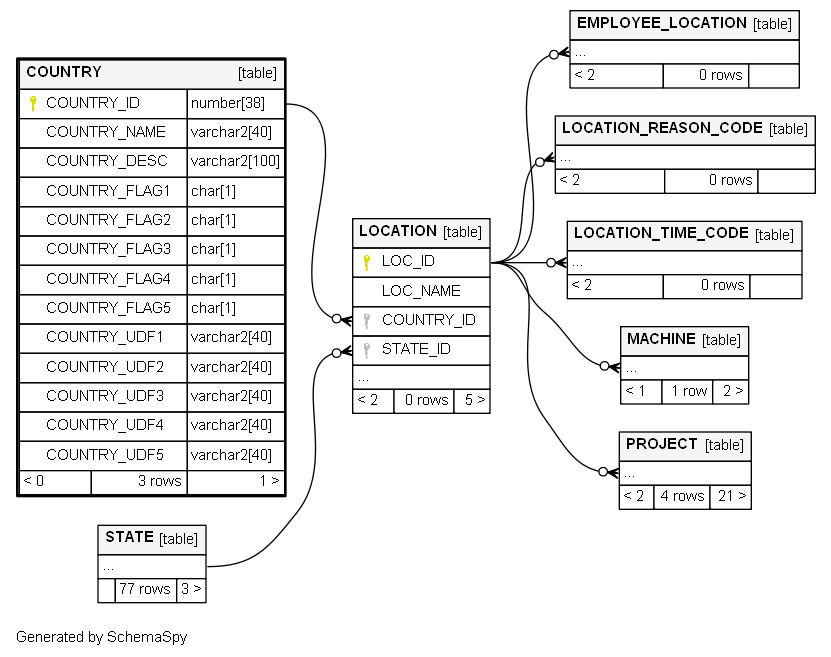 COUNTRY [table]
COUNTRY_ID number[38]
COUNTRY_NAME varchar2[40]
COUNTRY_DESC varchar2[100]
COUNTRY_FLAG1 char[1]
COUNTRY_FLAG2 char[1]
COUNTRY_FLAG3 char[1]
COUNTRY_FLAG4 char[1]
COUNTRY_FLAG5 char[1]
COUNTRY_UDF1 varchar2[40]
COUNTRY_UDF2 varchar2[40]
COUNTRY_UDF3 varchar2[40]
COUNTRY_UDF4 varchar2[40]
COUNTRY_UDF5 varchar2[40]
< 0 3 rows 1 >
STATE [table]
...
77 rows 3 >
LOCATION [table]
LOC_ID
LOC_NAME
COUNTRY_ID
STATE_ID
...
< 2 0 rows 5 >
EMPLOYEE_LOCATION [table]
...
< 2 0 rows
LOCATION_REASON_CODE [table]
...
< 2 0 rows
LOCATION_TIME_CODE [table]
...
< 2 0 rows
MACHINE [table]
...
< 1 1 row 2 >
PROJECT [table]
...
< 2 4 rows 21 >
Generated by SchemaSpy